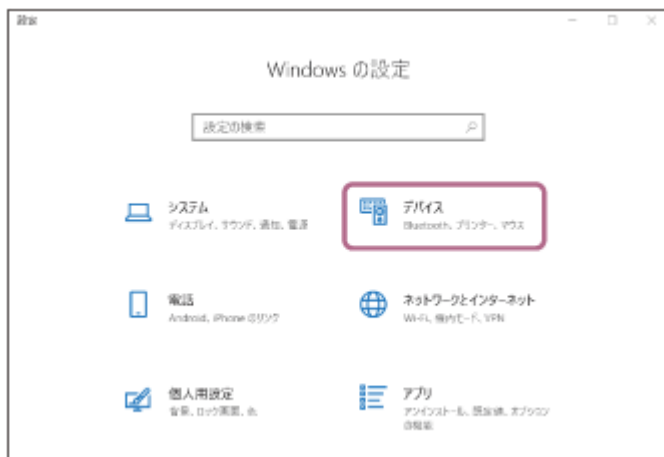 設定
Windows の設定
設定の検索
システム
ディスプレイ、サウンド、通知、電源
デバイス
Bluetooth、プリンター、マウス
電話
Android、iPhone のリンク
ネットワークとインターネット
Wi-Fi、機内モード、VPN
個人用設定
背景、ロック画面、色
アプリ
アンインストール、既定値、オプション
の機能